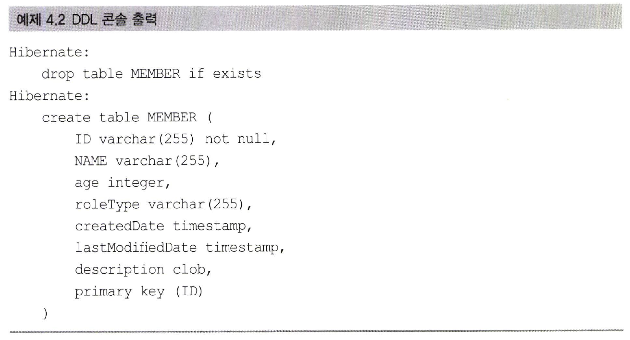 예제 4.2 DDL 콘솔 출력
Hibernate:
    drop table MEMBER if exists
Hibernate:
    create table MEMBER (
        ID varchar(255) not null,
        NAME varchar(255),
        age integer,
        roleType varchar(255),
        createdDate timestamp,
        lastModifiedDate timestamp,
        description clob,
        primary key (ID)
    )